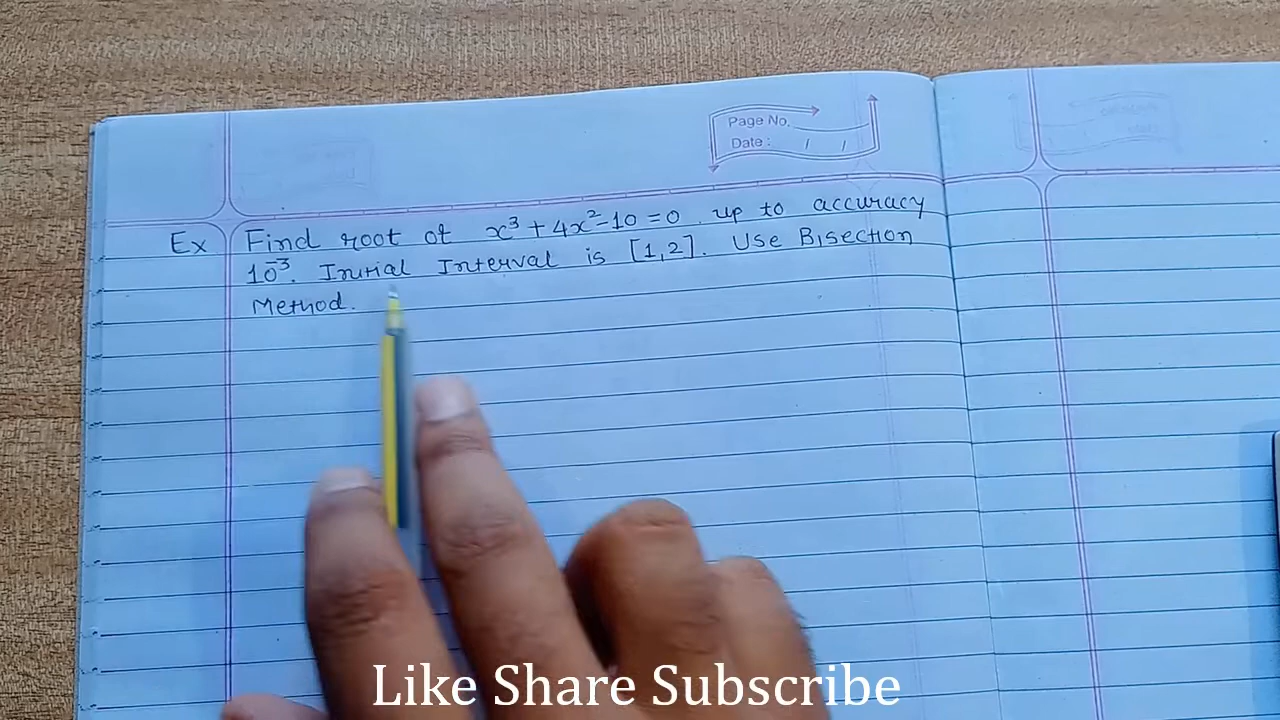 Page No.
Date : / /
Ex Find root of x³ + 4x² - 10 = 0 up to accuracy
10⁻³. Initial Interval is [1,2]. Use Bisection
Method.
Like Share Subscribe